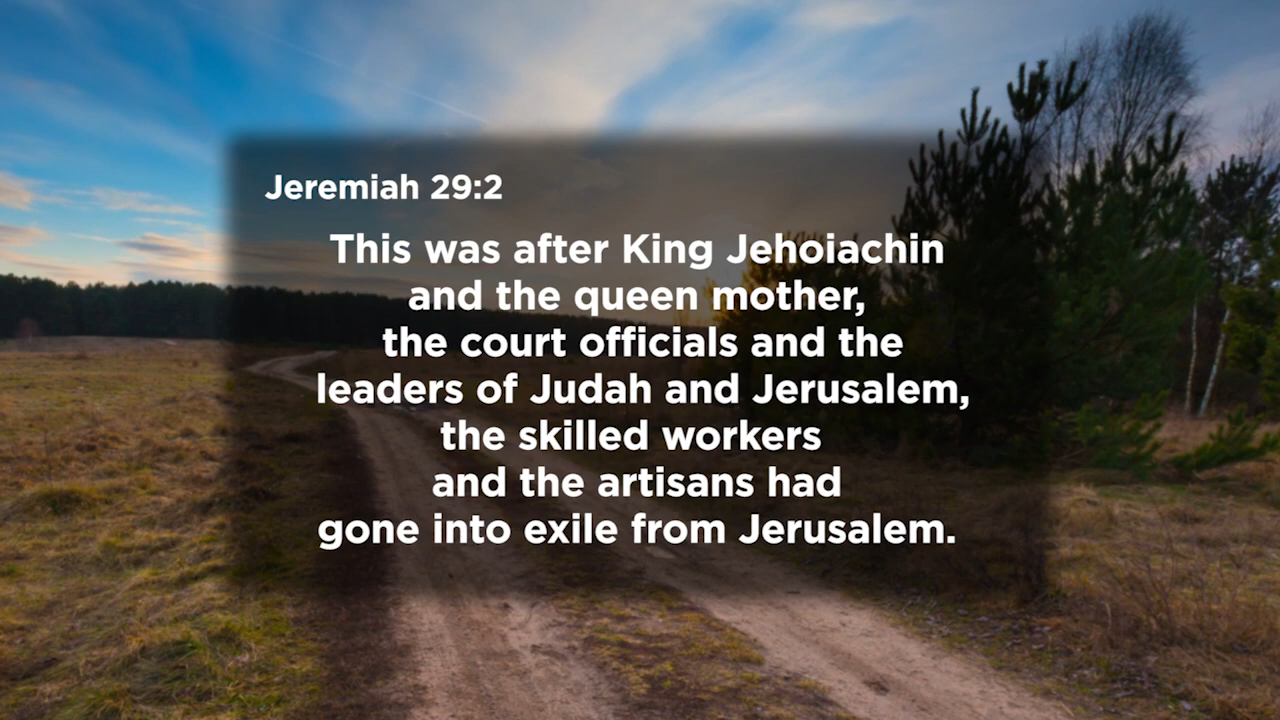 Jeremiah 29:2
This was after King Jehoiachin
and the queen mother,
the court officials and the
leaders of Judah and Jerusalem,
the skilled workers
and the artisans had
gone into exile from Jerusalem.